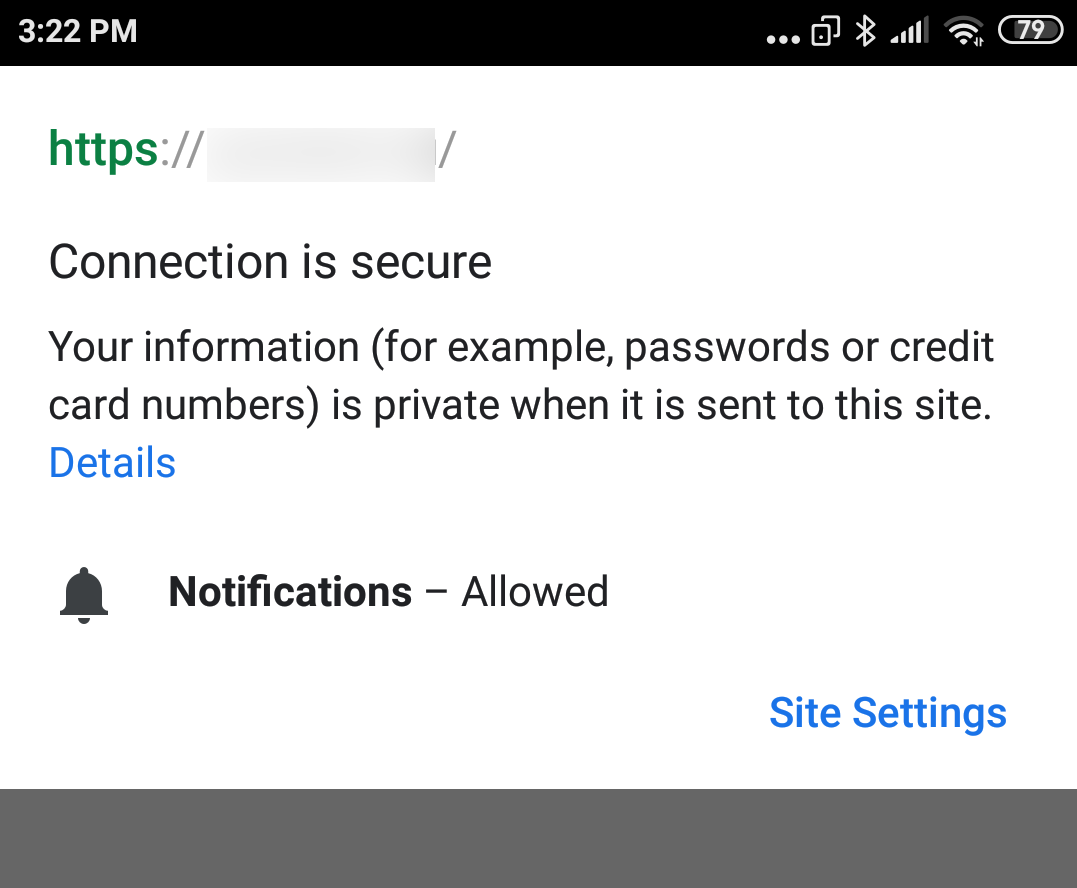 3:22 PM
79
https:// /
Connection is secure
Your information (for example, passwords or credit
card numbers) is private when it is sent to this site.
Details
Notifications – Allowed
Site Settings